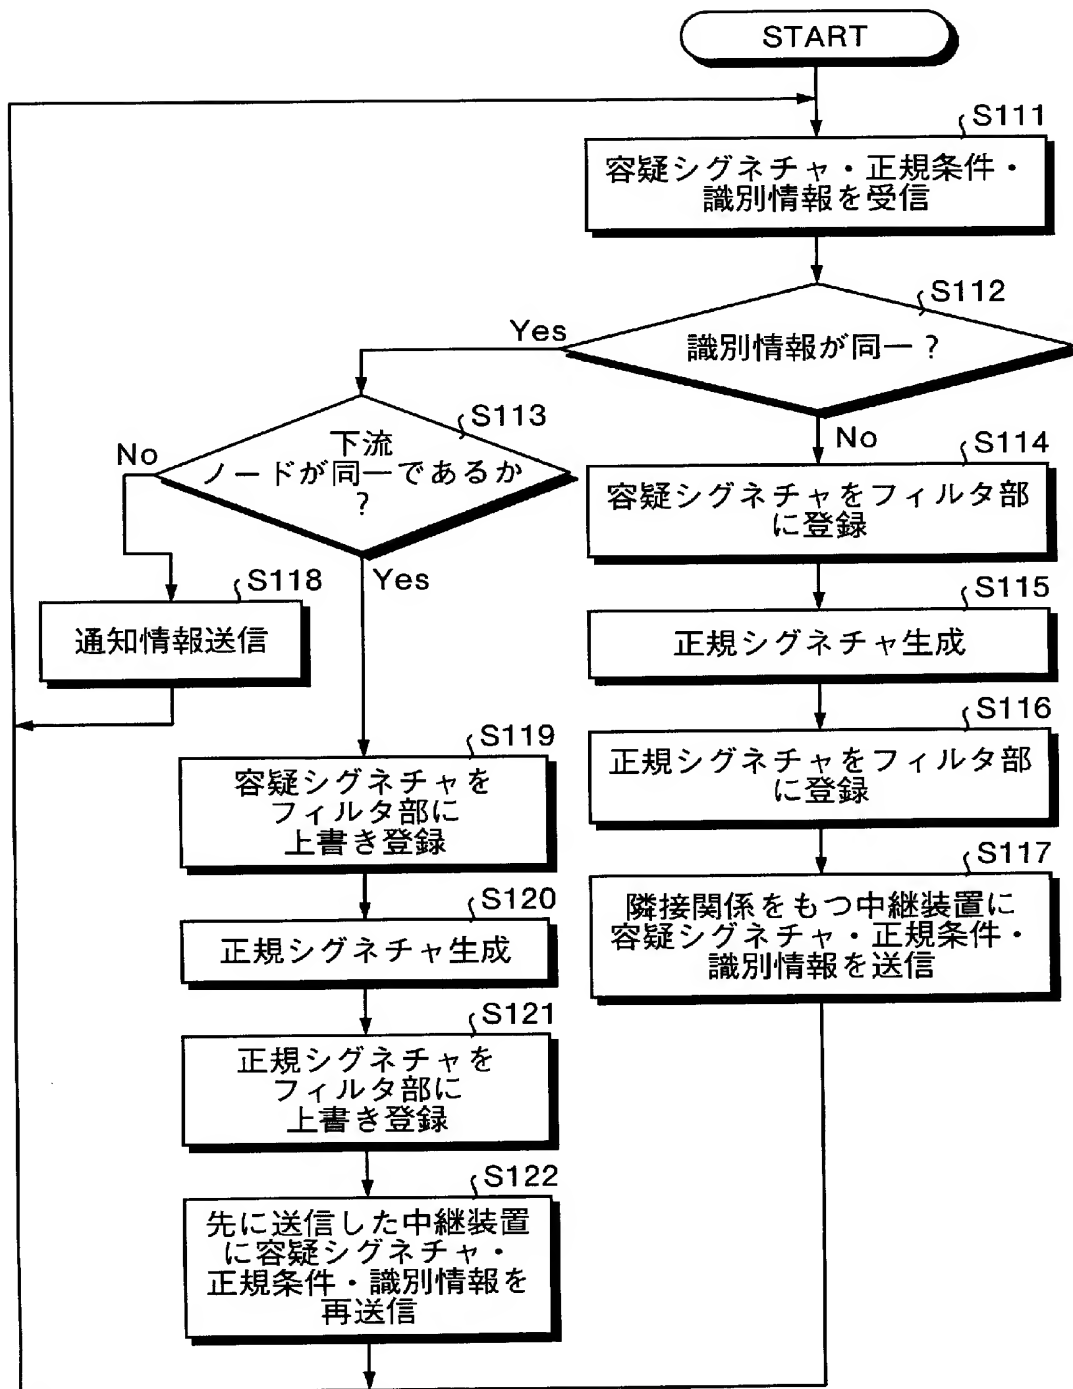 START
S111
容疑シグネチャ・正規条件・
識別情報を受信
S112
Yes
識別情報が同一？
No
S113
下流
ノードが同一であるか
？
No
Yes
S114
容疑シグネチャをフィルタ部
に登録
S115
正規シグネチャ生成
S116
正規シグネチャをフィルタ部
に登録
S117
隣接関係をもつ中継装置に
容疑シグネチャ・正規条件・
識別情報を送信
S118
通知情報送信
S119
容疑シグネチャを
フィルタ部に
上書き登録
S120
正規シグネチャ生成
S121
正規シグネチャを
フィルタ部に
上書き登録
S122
先に送信した中継装置
に容疑シグネチャ・
正規条件・識別情報を
再送信